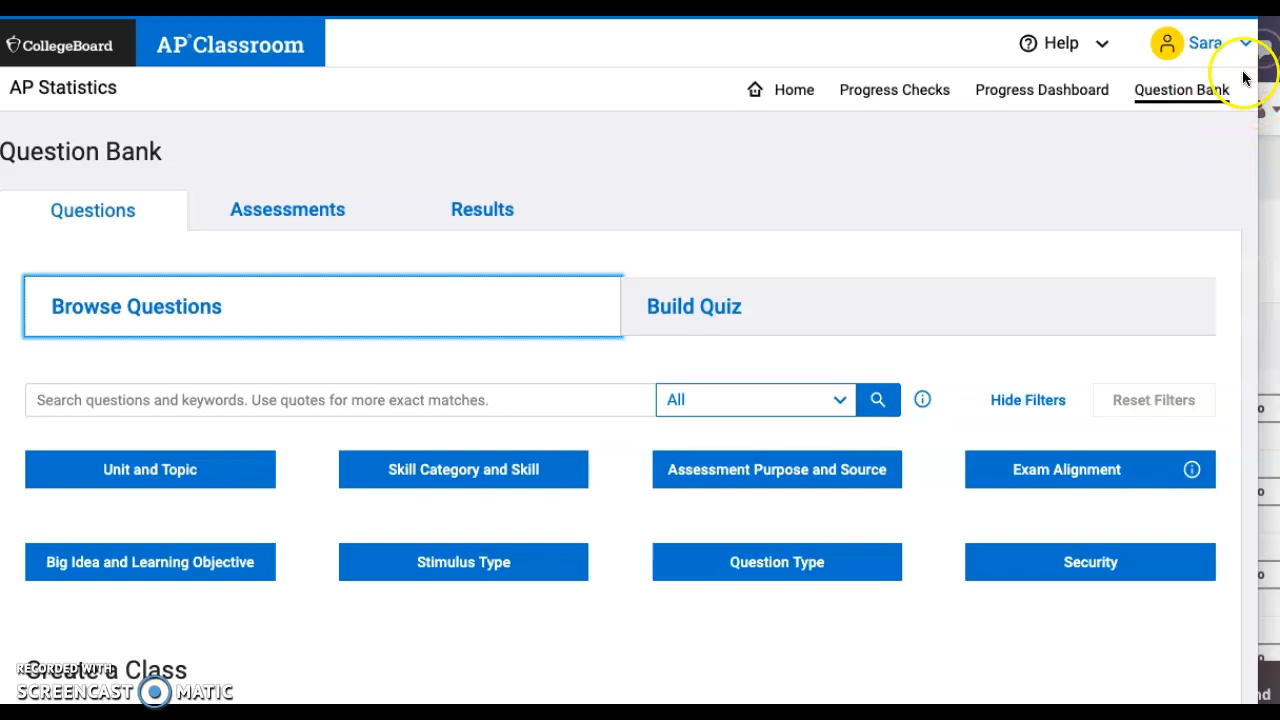 CollegeBoard AP® Classroom Help Sara
AP Statistics Home Progress Checks Progress Dashboard Question Bank
Question Bank
Questions Assessments Results
Browse Questions Build Quiz
Search questions and keywords. Use quotes for more exact matches. All Hide Filters Reset Filters
Unit and Topic Skill Category and Skill Assessment Purpose and Source Exam Alignment
Big Idea and Learning Objective Stimulus Type Question Type Security
Create a Class
RECORDED WITH
SCREENCAST MATIC